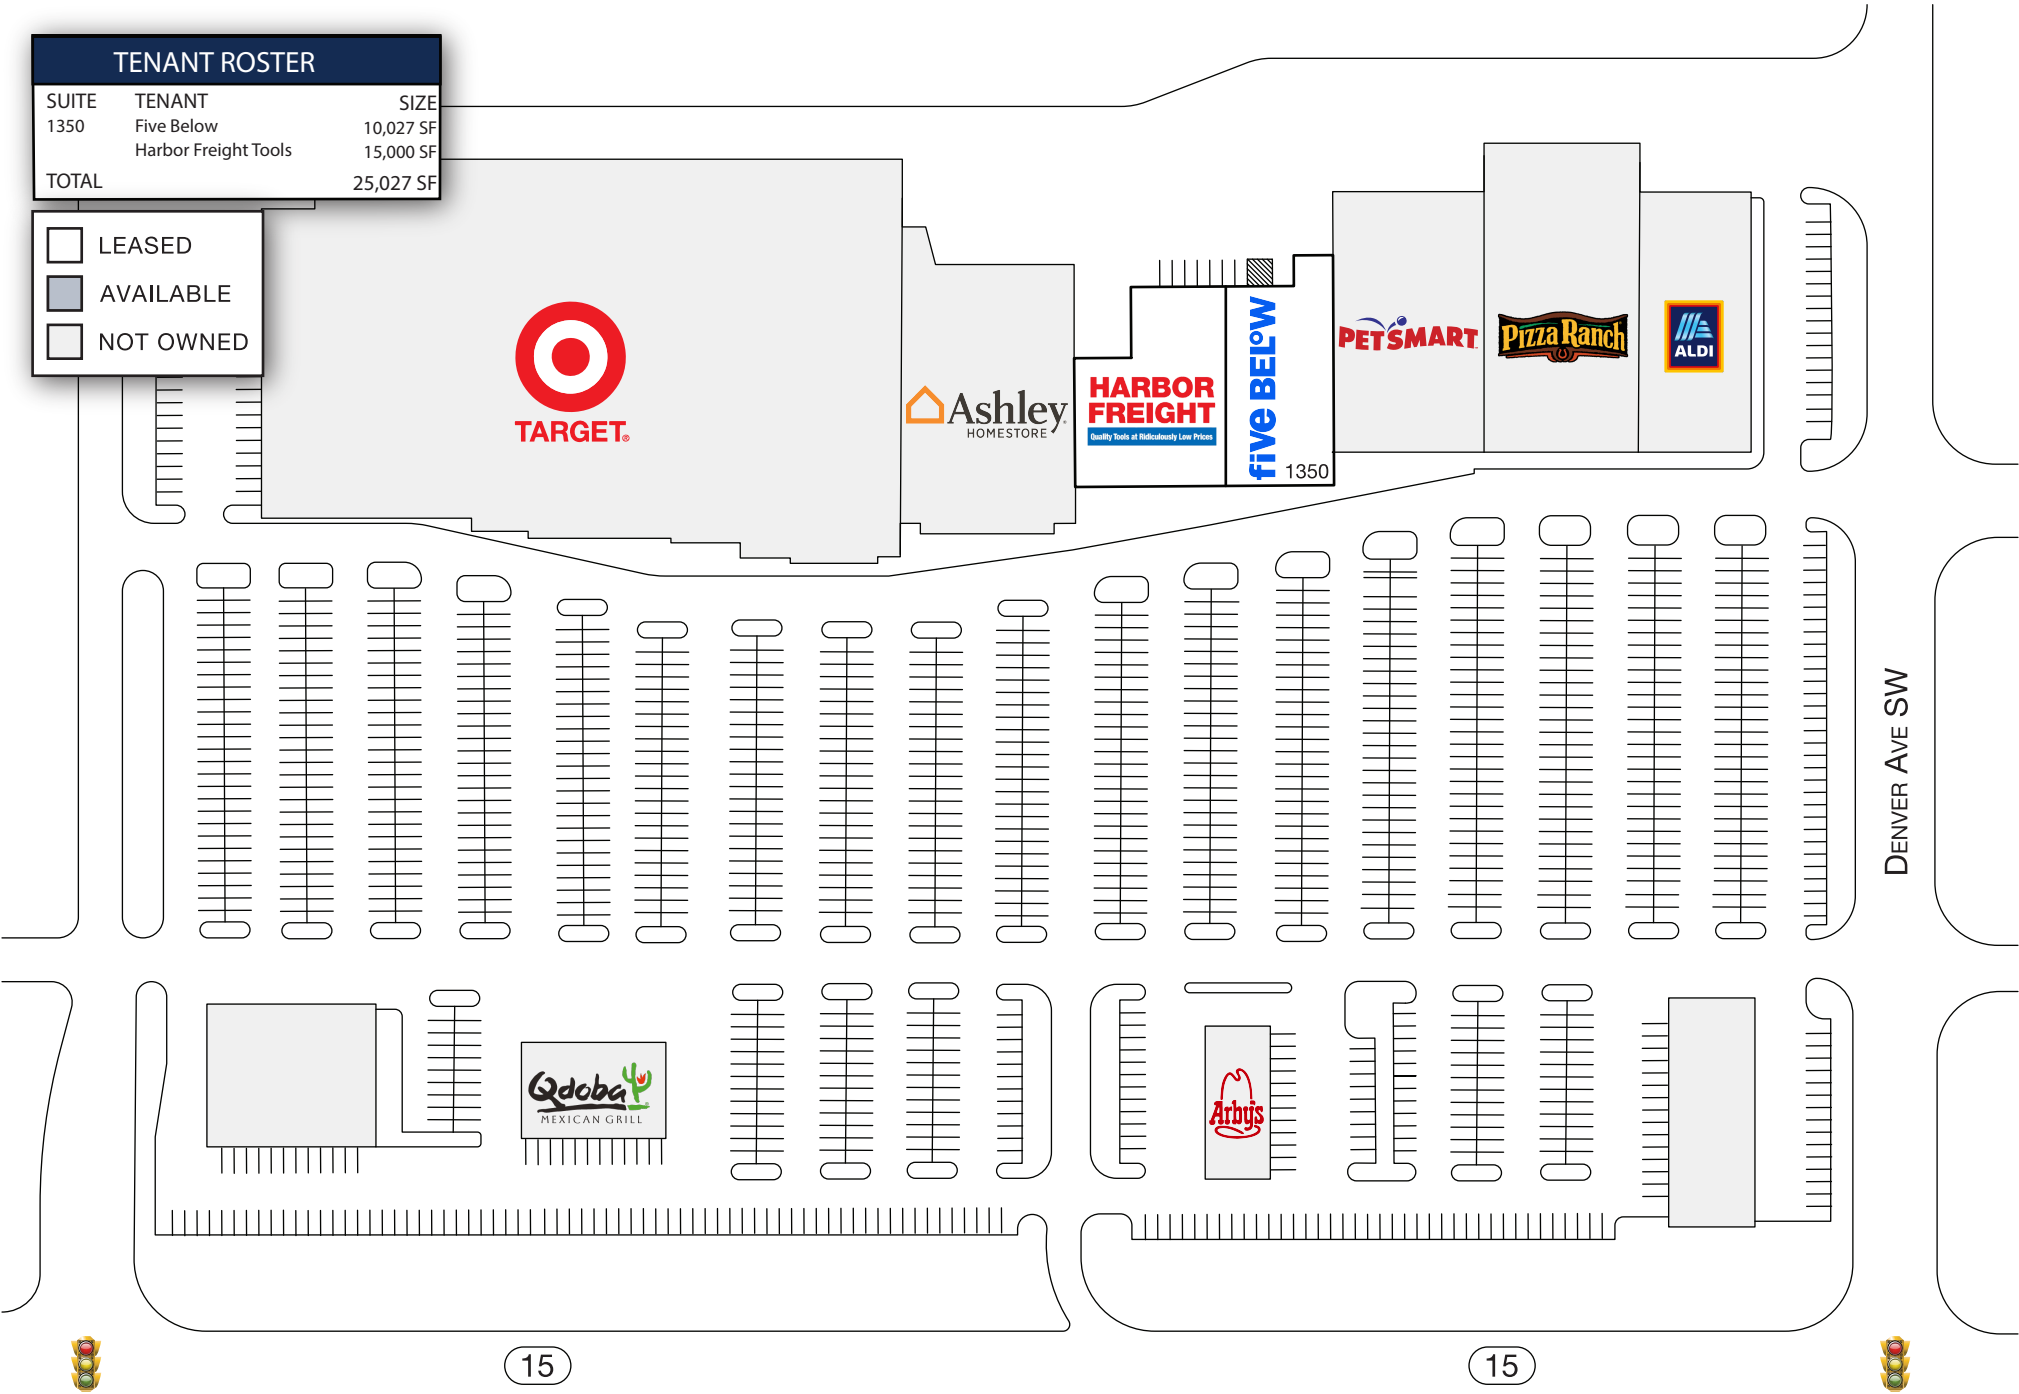 TENANT ROSTER
SUITE TENANT SIZE
1350 Five Below 10,027 SF
Harbor Freight Tools 15,000 SF
TOTAL 25,027 SF
LEASED
AVAILABLE
NOT OWNED
TARGET®
Ashley
HOMESTORE
HARBOR
FREIGHT
Quality Tools at Ridiculously Low Prices
five BELOW
1350
PETSMART
Pizza Ranch
ALDI
DENVER AVE SW
Qdoba
MEXICAN GRILL
Arby's
15
15